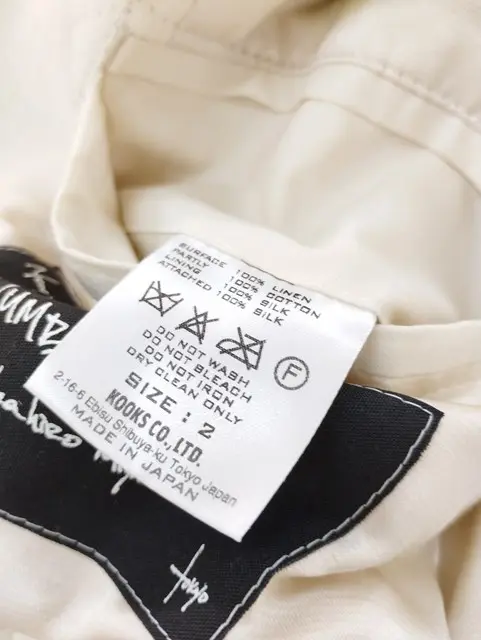 SURFACE 100% LINEN
PARTLY 100% COTTON
LINING 100% SILK
ATTACHED 100% SILK
F
DO NOT WASH
DO NOT BLEACH
DRY DO NOT IRON
CLEAN ONLY
SIZE : 2
KOOKS CO., LTD.
2-16-6 Ebisu Shibuya-ku Tokyo Japan
MADE IN JAPAN
tokyo